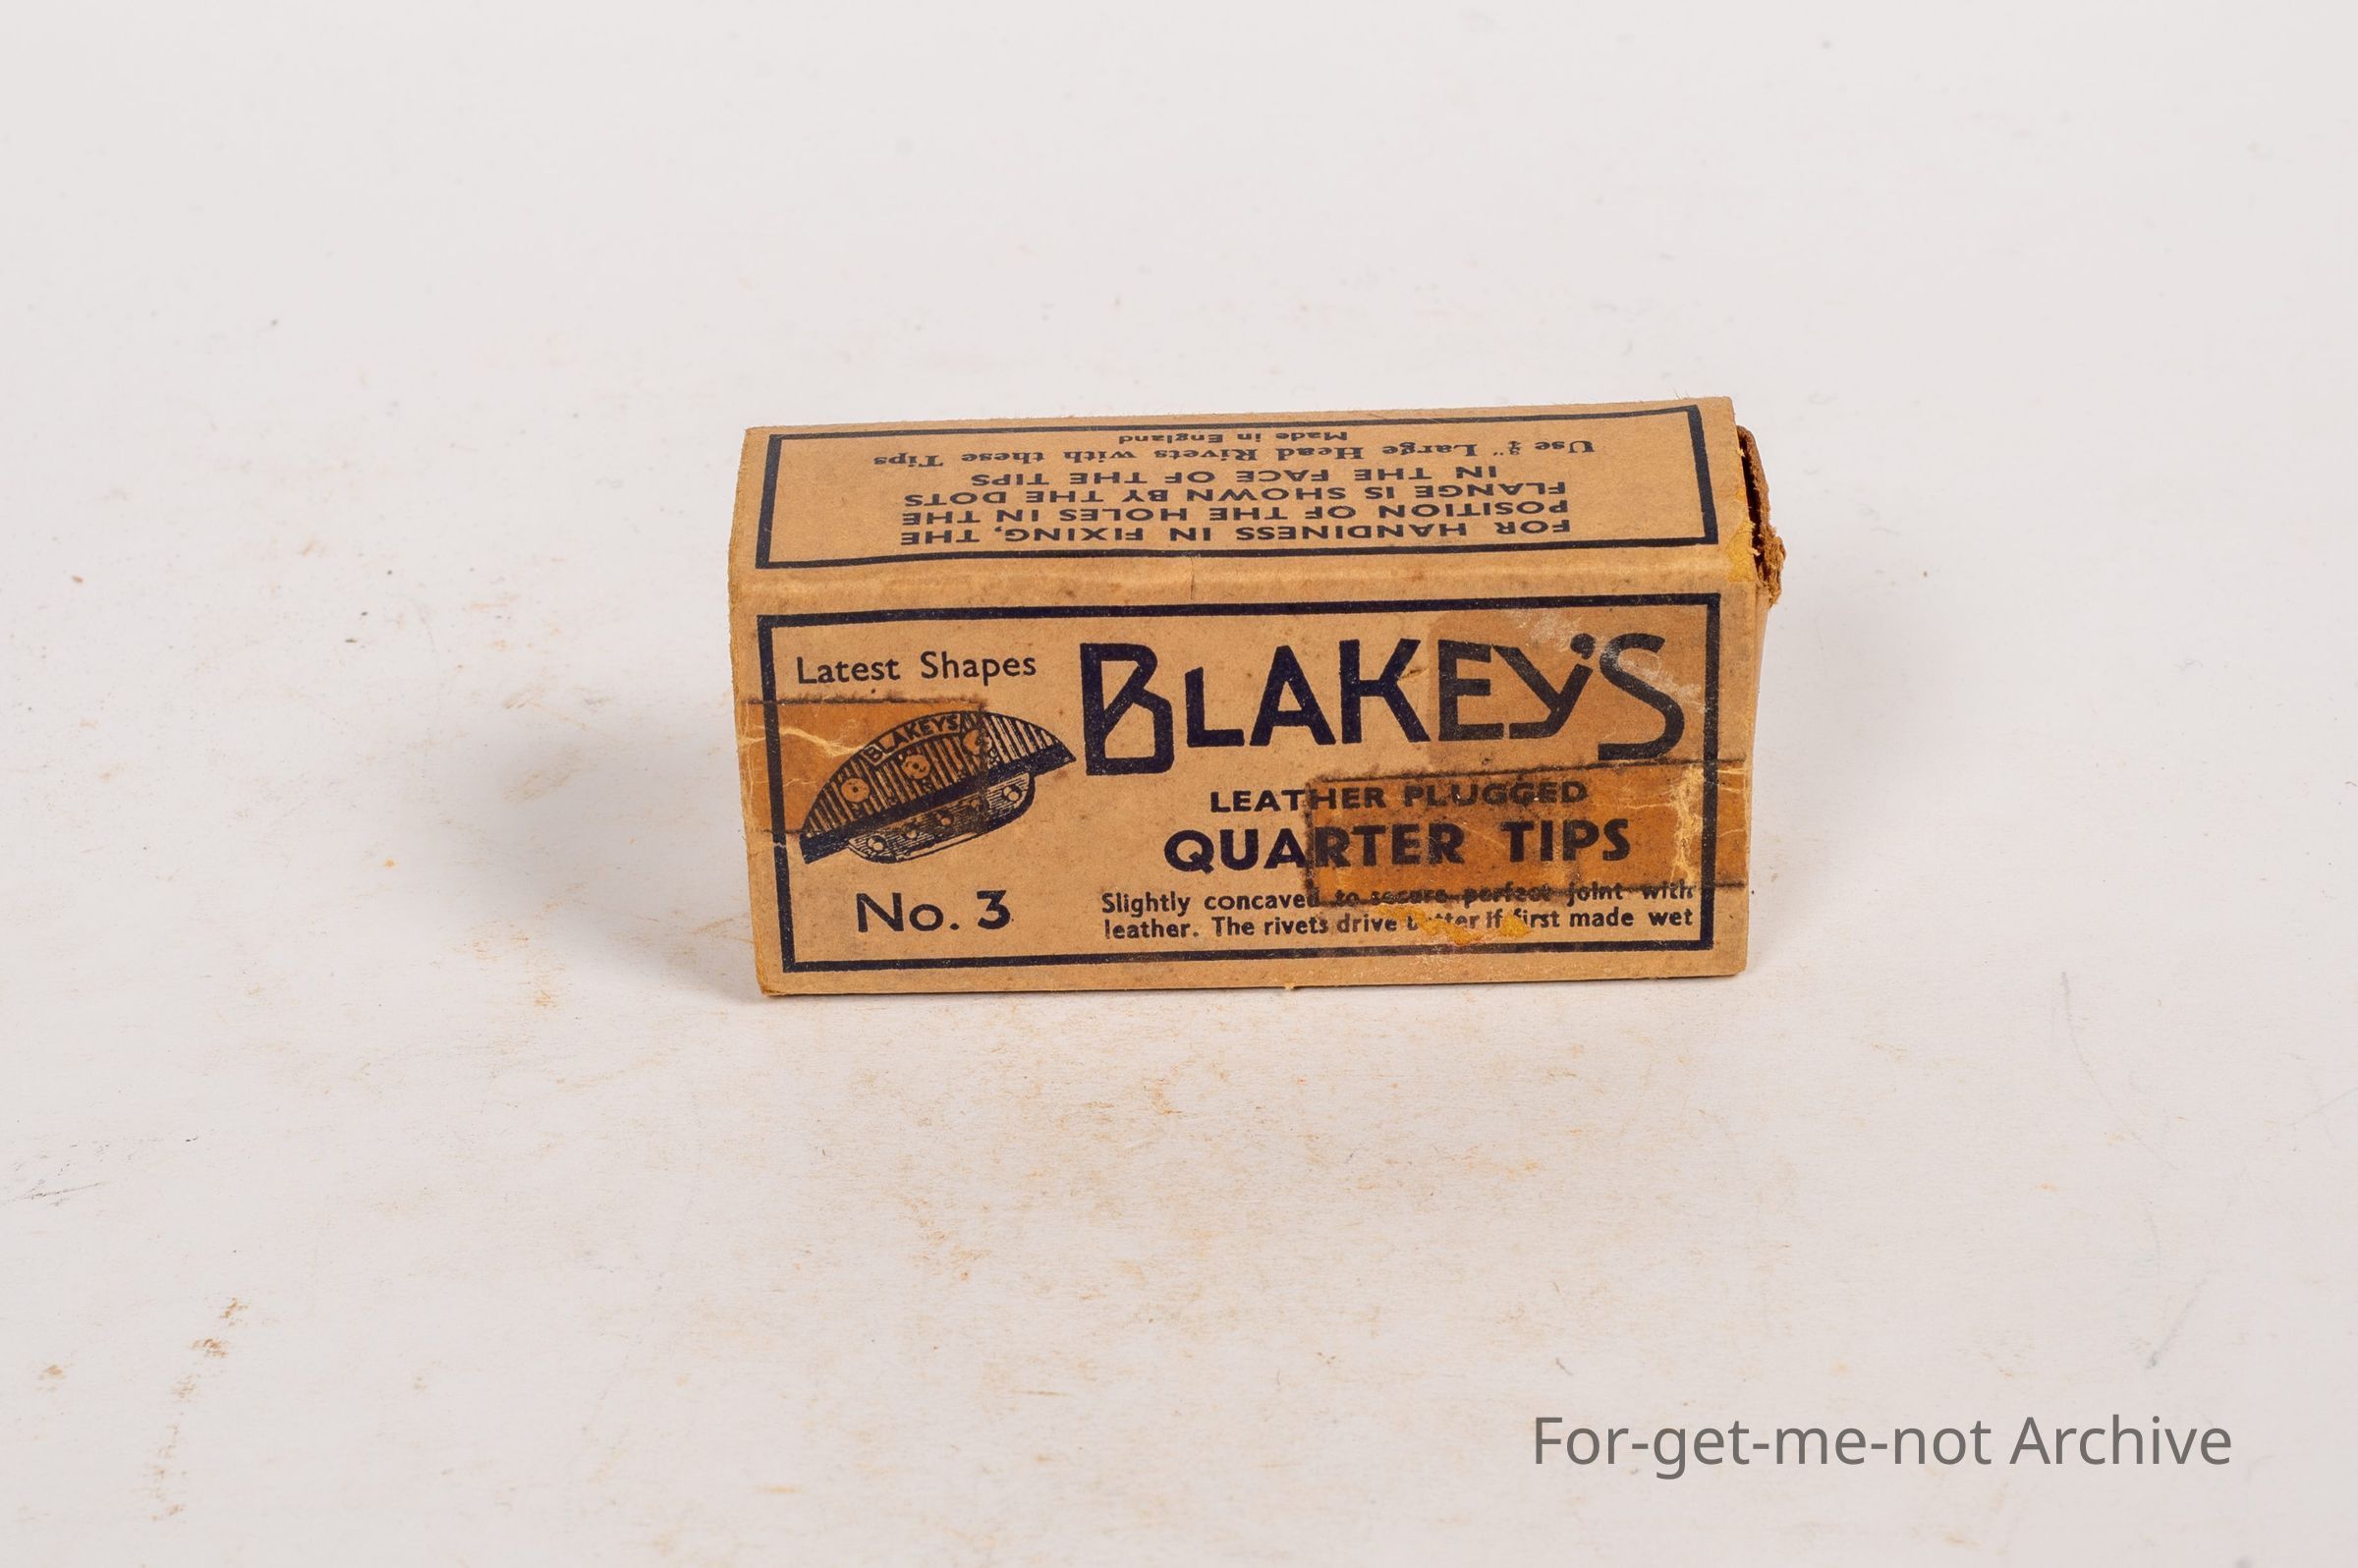 FOR HANDINESS IN FIXING, THE
POSITION OF THE HOLES IN THE
FLANGE IS SHOWN BY THE DOTS
IN THE FACE OF THE TIPS
Use ¾" Large Head Rivets with these Tips
Made in England
Latest Shapes
BLAKEY'S
BLAKEYS
LEATHER PLUGGED
QUARTER TIPS
No. 3
Slightly concaved to secure perfect joint with
leather. The rivets drive better if first made wet
For-get-me-not Archive